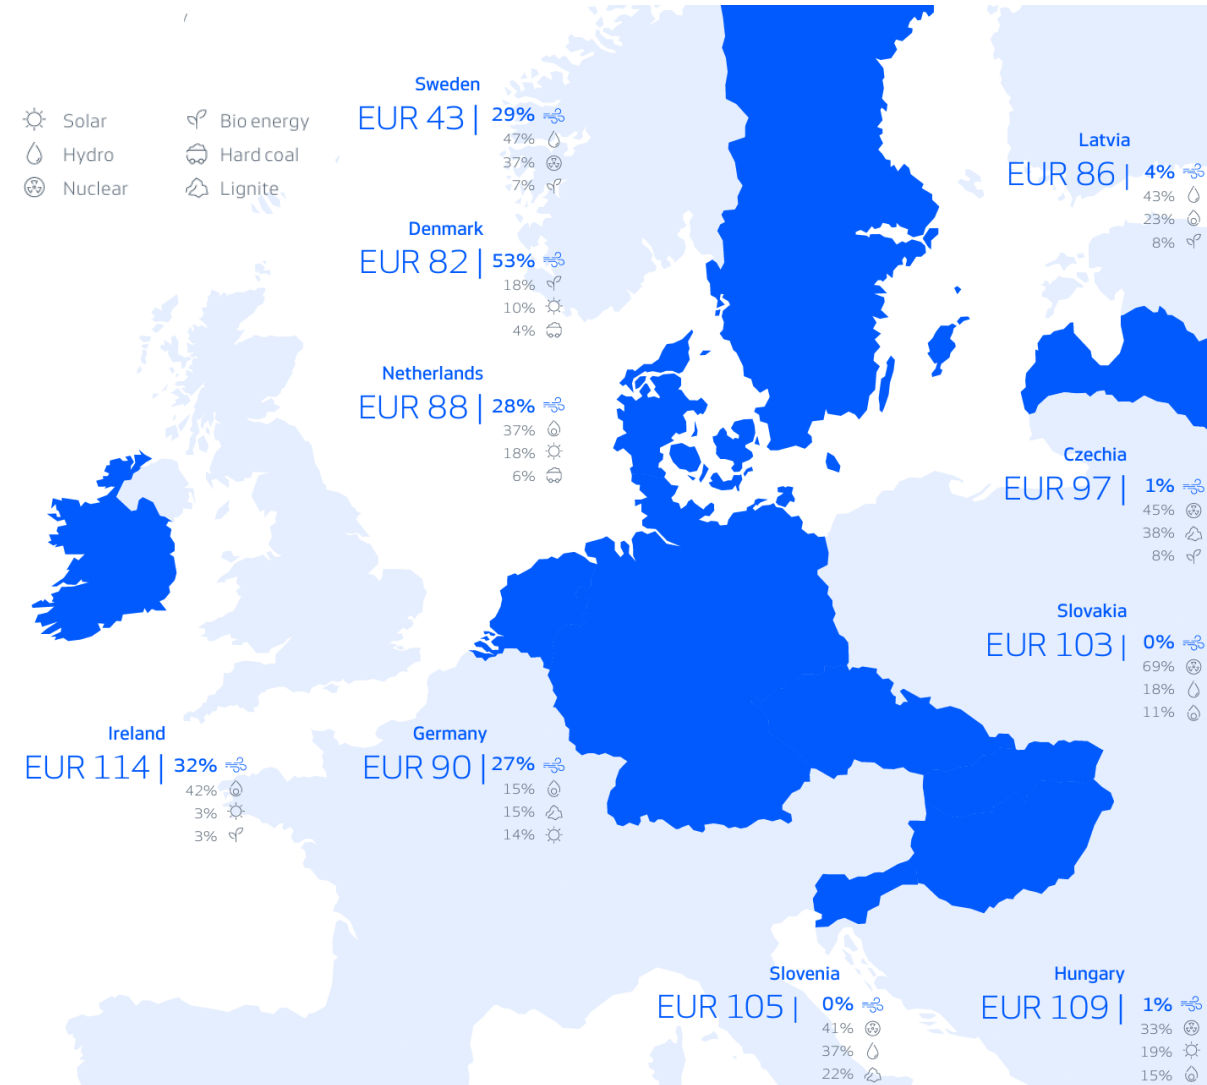 Solar
Bio energy
Hydro
Hard coal
Nuclear
Lignite
Sweden
EUR 43 | 29%
47%
37%
7%
Denmark
EUR 82 | 53%
18%
10%
4%
Netherlands
EUR 88 | 28%
37%
18%
6%
Latvia
EUR 86 | 4%
43%
23%
8%
Czechia
EUR 97 | 1%
45%
38%
8%
Slovakia
EUR 103 | 0%
69%
18%
11%
Ireland
EUR 114 | 32%
42%
3%
3%
Germany
EUR 90 | 27%
15%
15%
14%
Slovenia
EUR 105 | 0%
41%
37%
22%
Hungary
EUR 109 | 1%
33%
19%
15%